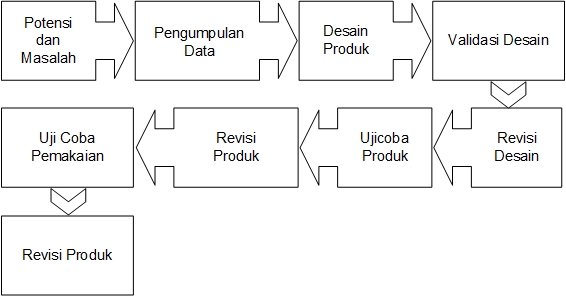 Potensi
dan
Masalah
Pengumpulan
Data
Desain
Produk
Validasi Desain
Revisi
Desain
Ujicoba
Produk
Revisi
Produk
Uji Coba
Pemakaian
Revisi Produk